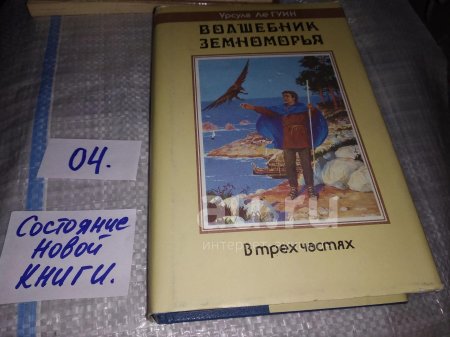 Урсула Ле ГУИН
ВОЛШЕБНИК
ЗЕМНОМОРЬЯ
04.
Состояние
новой
книги.
В трех частях